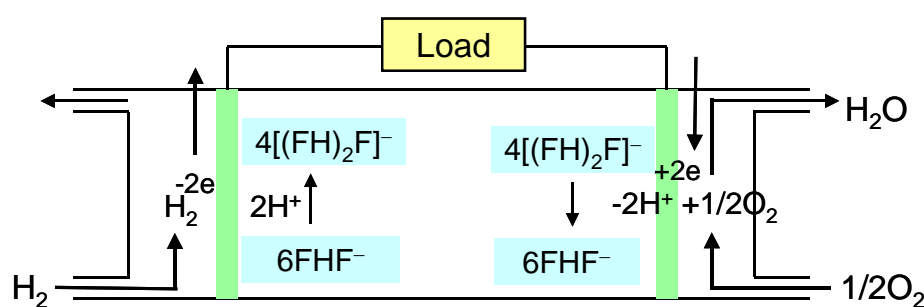 Load
H₂O
4[(FH)₂F]⁻
4[(FH)₂F]⁻
-2e
+2e
H₂
2H⁺
-2H⁺ +1/2O₂
6FHF⁻
6FHF⁻
H₂
1/2O₂